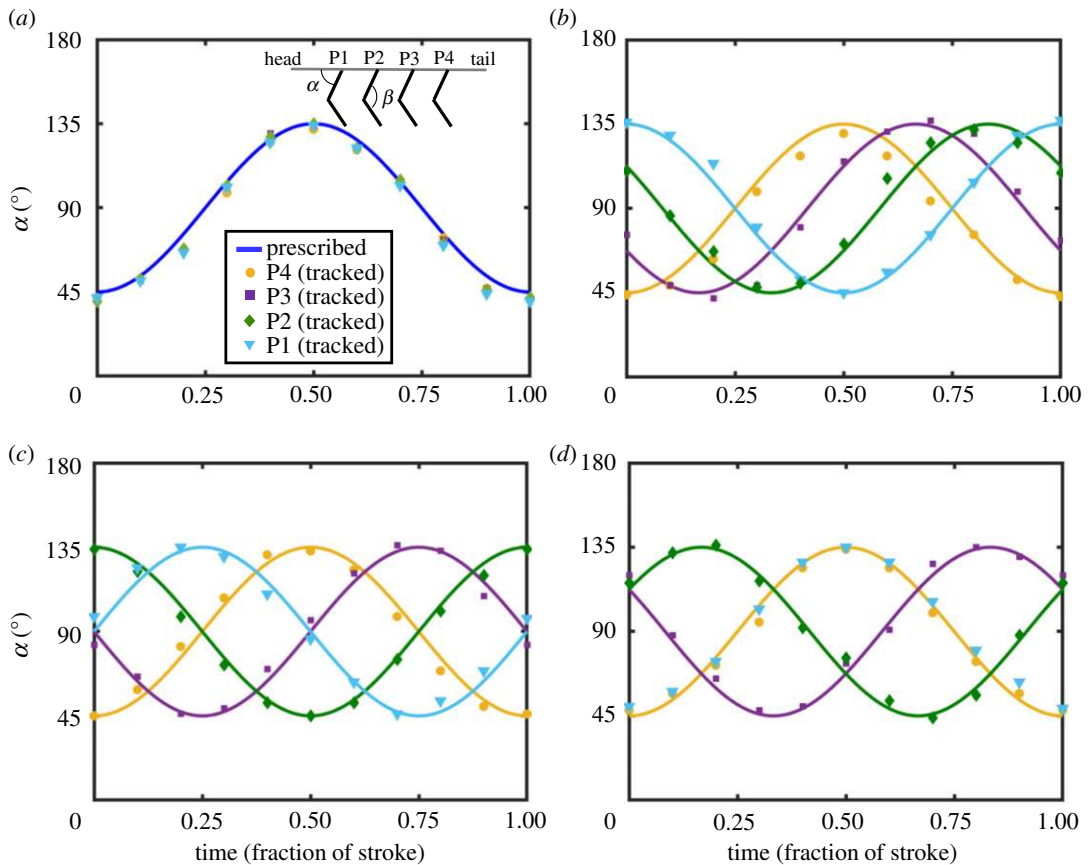 (a)
180
135
90
45
0
α (°)
head P1 P2 P3 P4 tail
α
β
prescribed
P4 (tracked)
P3 (tracked)
P2 (tracked)
P1 (tracked)
0.25 0.50 0.75 1.00
(b)
180
135
90
45
0
0.25 0.50 0.75 1.00
(c)
180
135
90
45
0
α (°)
0.25 0.50 0.75 1.00
time (fraction of stroke)
(d)
180
135
90
45
0
0.25 0.50 0.75 1.00
time (fraction of stroke)